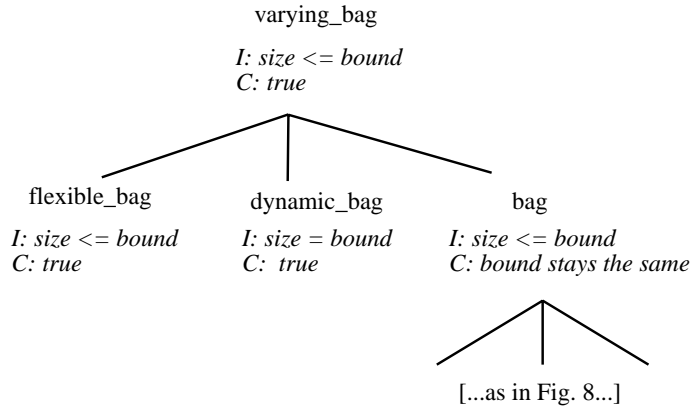 varying_bag
I: size <= bound
C: true
flexible_bag
I: size <= bound
C: true
dynamic_bag
I: size = bound
C: true
bag
I: size <= bound
C: bound stays the same
[...as in Fig. 8...]